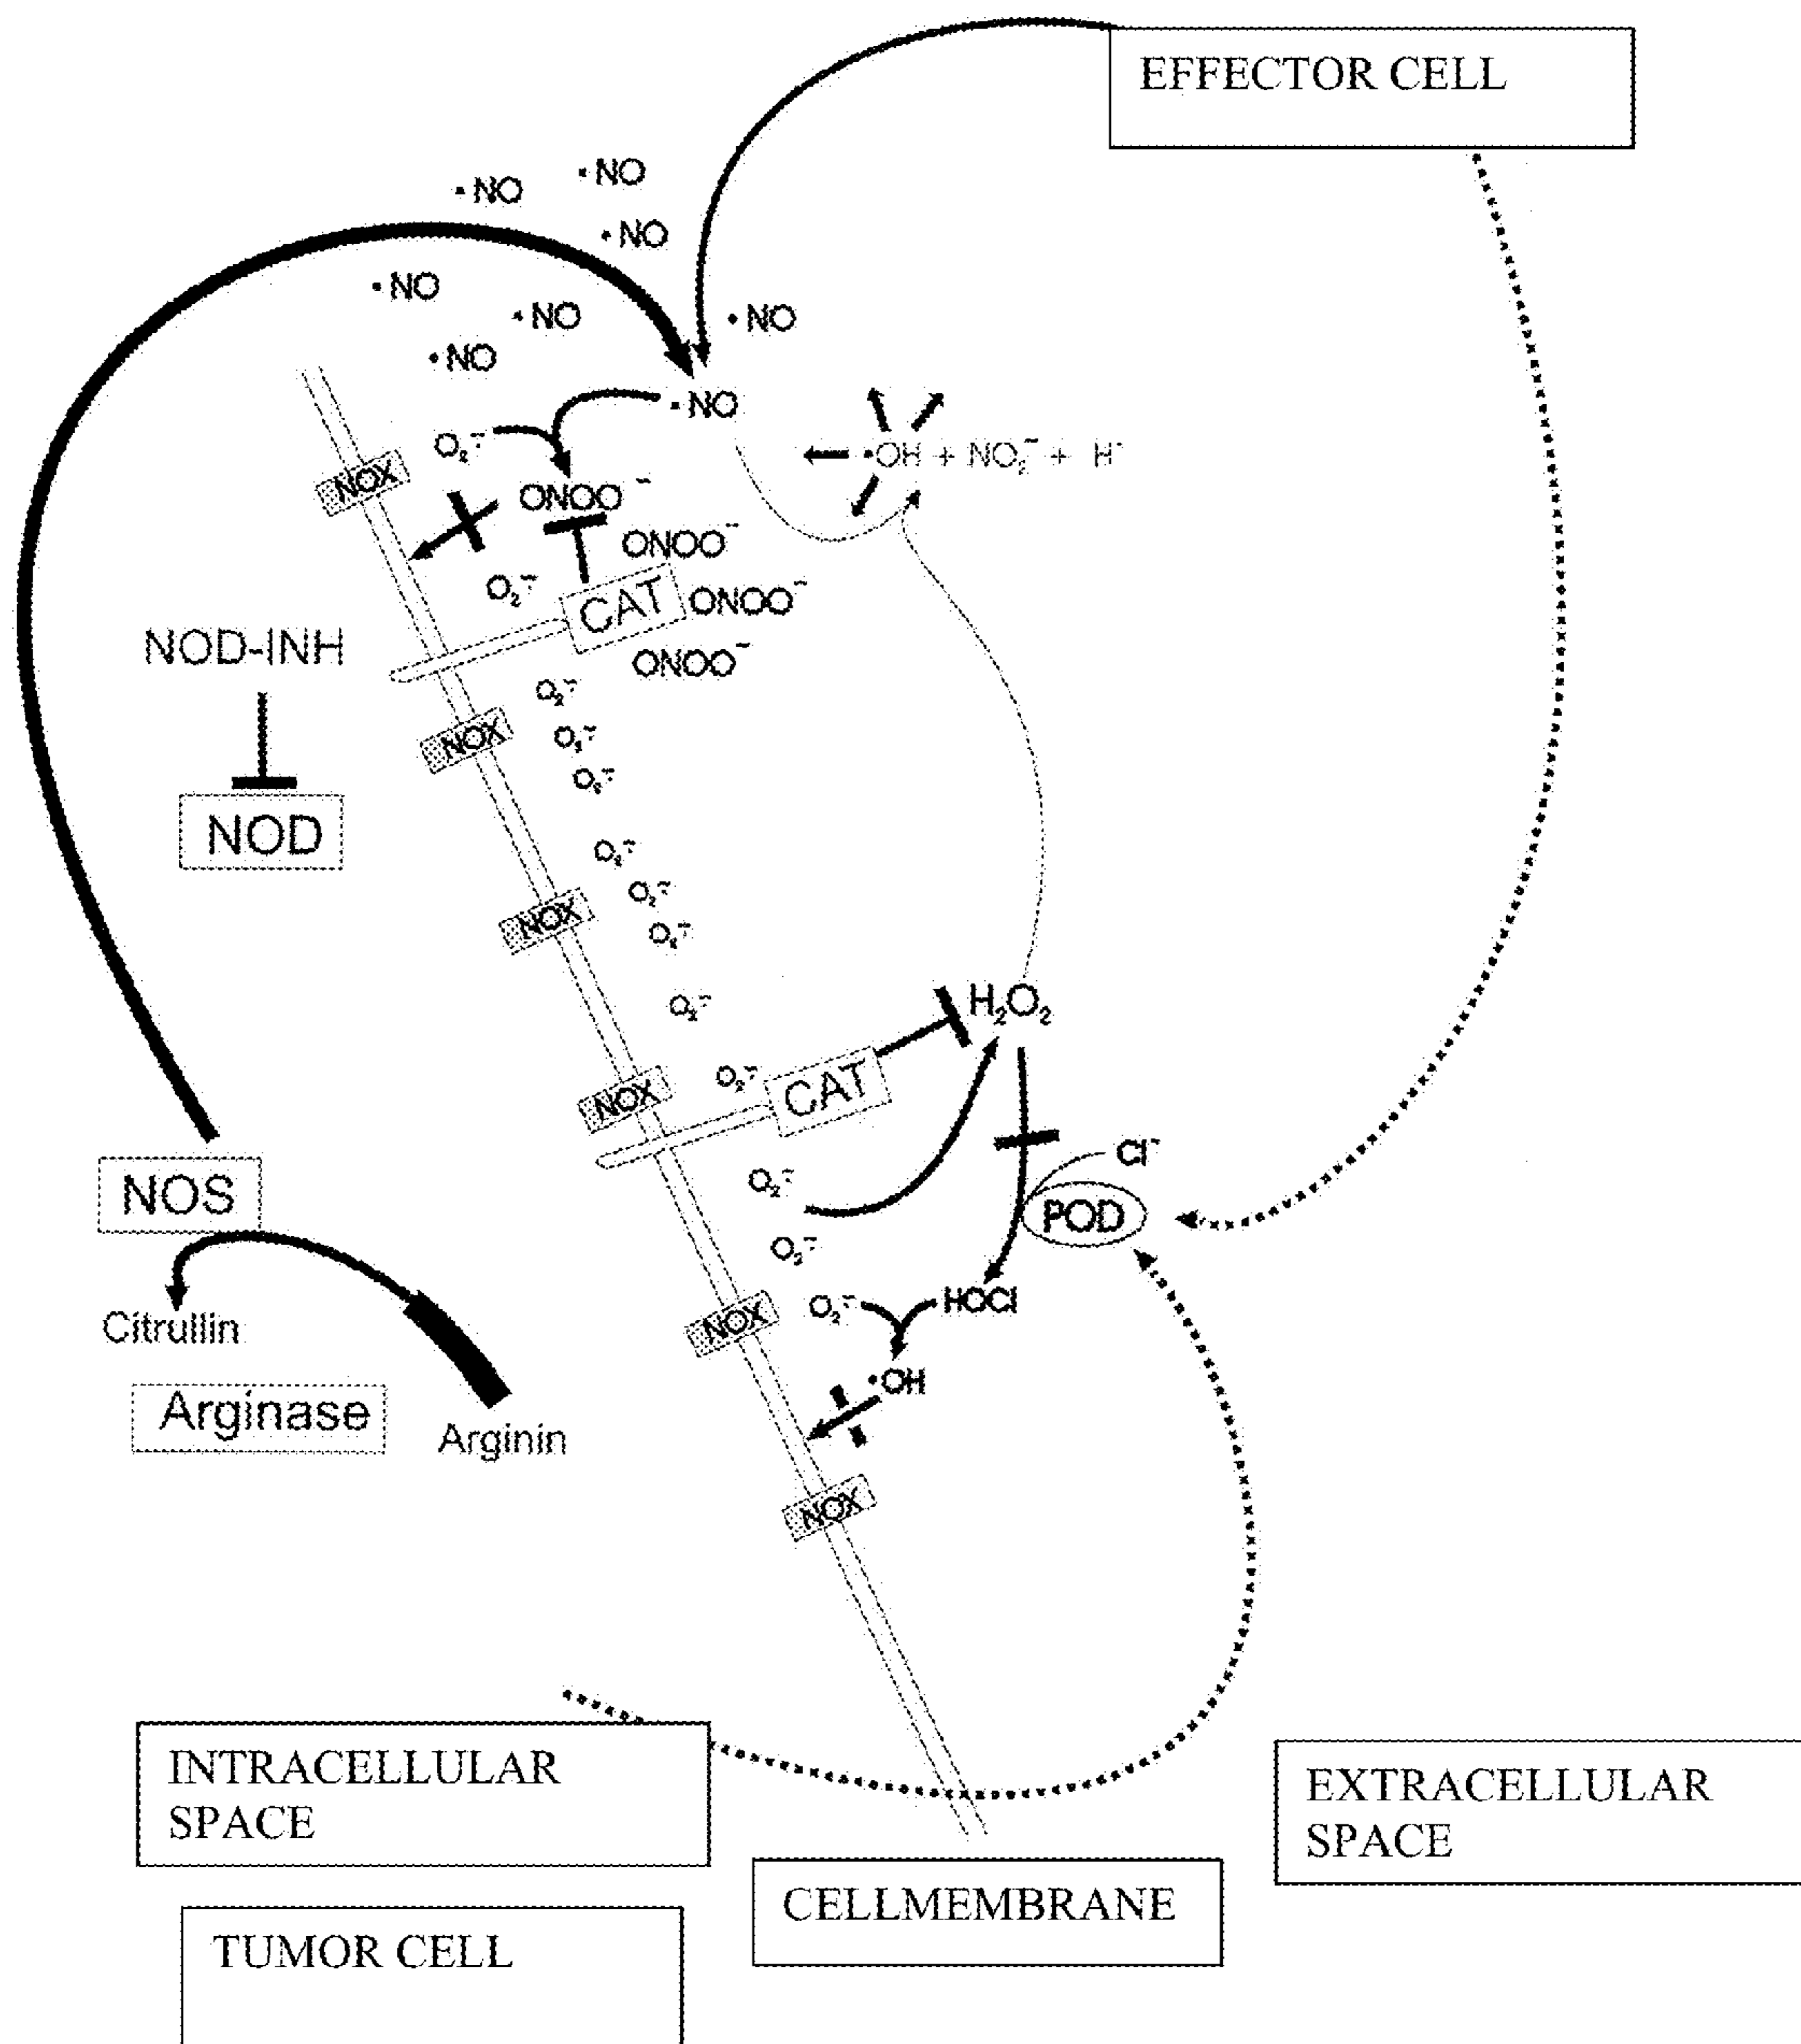 EFFECTOR CELL
·NO
·NO
·NO
·NO
·NO
·NO
·NO
·NO
O₂⁻
NOX
ONOO⁻
·OH + NO₂⁻ + H
ONOO⁻
O₂⁻
CAT
ONOO⁻
NOD-INH
ONOO⁻
O₂⁻
NOX
O₂⁻
O₂⁻
NOD
O₂⁻
O₂⁻
NOX
O₂⁻
H₂O₂
O₂⁻
O₂⁻
CAT
NOX
Cl⁻
NOS
O₂⁻
POD
O₂⁻
Citrullin
NOX
O₂⁻
HOCl
·OH
Arginase
Arginin
NOX
INTRACELLULAR
SPACE
EXTRACELLULAR
SPACE
CELLMEMBRANE
TUMOR CELL